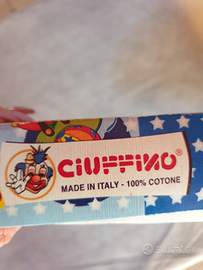 CiUFFiNO®
MADE IN ITALY - 100% COTONE